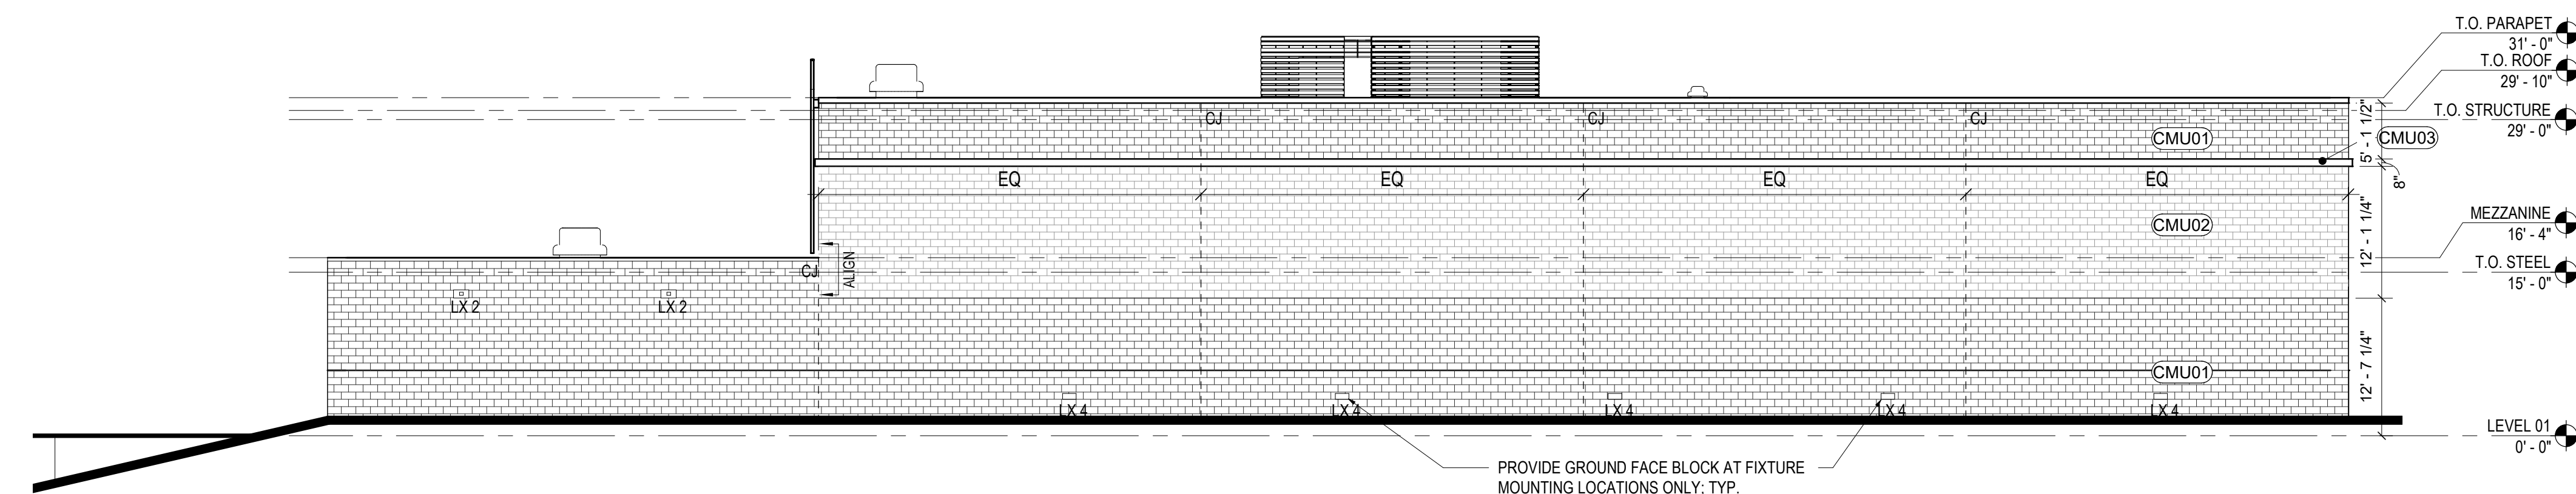 T.O. PARAPET
31' - 0"
T.O. ROOF
29' - 10"
T.O. STRUCTURE
29' - 0"
CJ
CJ
CJ
CMU01
CMU03
5' - 1 1/2"
8"
EQ
EQ
EQ
EQ
CMU02
12' - 1 1/4"
MEZZANINE
16' - 4"
T.O. STEEL
15' - 0"
CJ
ALIGN
LX 2
LX 2
CMU01
12' - 7 1/4"
LX 4
LX 4
LX 4
LX 4
LX 4
LEVEL 01
0' - 0"
PROVIDE GROUND FACE BLOCK AT FIXTURE
MOUNTING LOCATIONS ONLY: TYP.